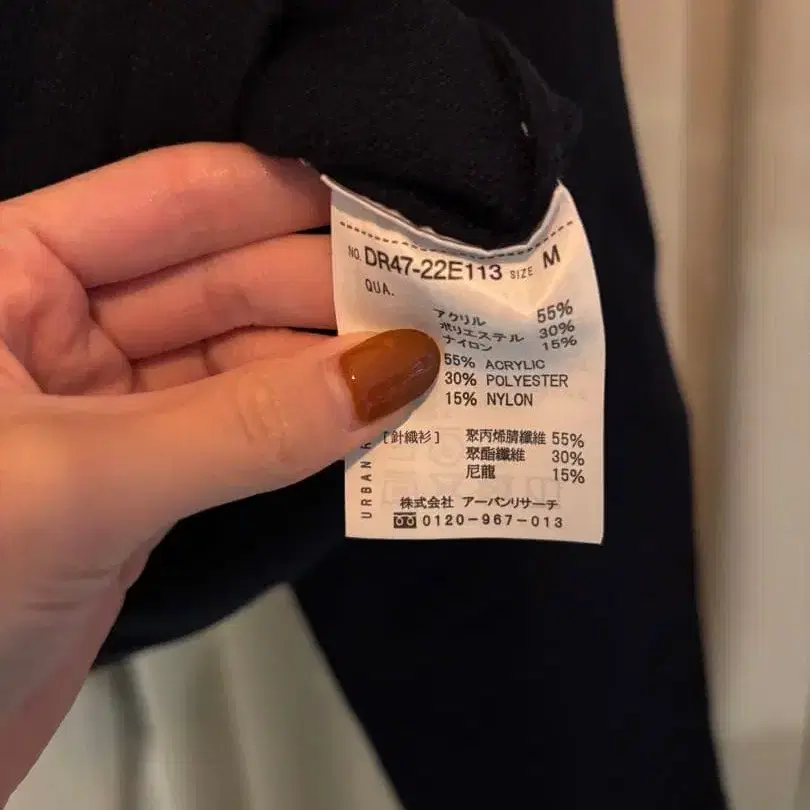 NO. DR47-22E113 SIZE M
QUA.
アクリル 55%
ポリエステル 30%
ナイロン 15%
55% ACRYLIC
30% POLYESTER
15% NYLON
[針織衫] 聚丙烯腈纖維 55%
聚酯纖維 30%
尼龍 15%
URBAN R
株式会社 アーバンリサーチ
0120-967-013